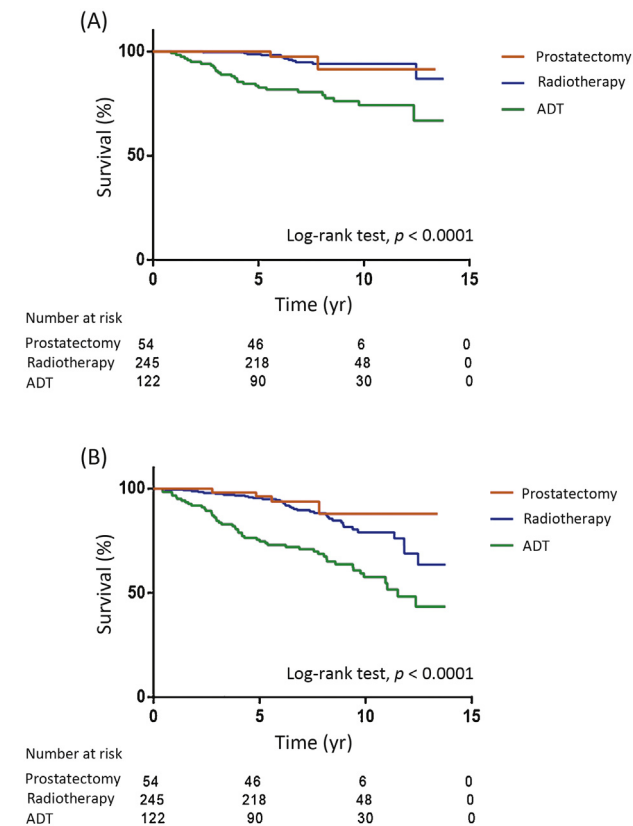 (A)
100
50
0
Survival (%)
Prostatectomy
Radiotherapy
ADT
Log-rank test, p < 0.0001
0 5 10 15
Time (yr)
Number at risk
Prostatectomy 54 46 6 0
Radiotherapy 245 218 48 0
ADT 122 90 30 0
(B)
100
50
0
Survival (%)
Prostatectomy
Radiotherapy
ADT
Log-rank test, p < 0.0001
0 5 10 15
Time (yr)
Number at risk
Prostatectomy 54 46 6 0
Radiotherapy 245 218 48 0
ADT 122 90 30 0